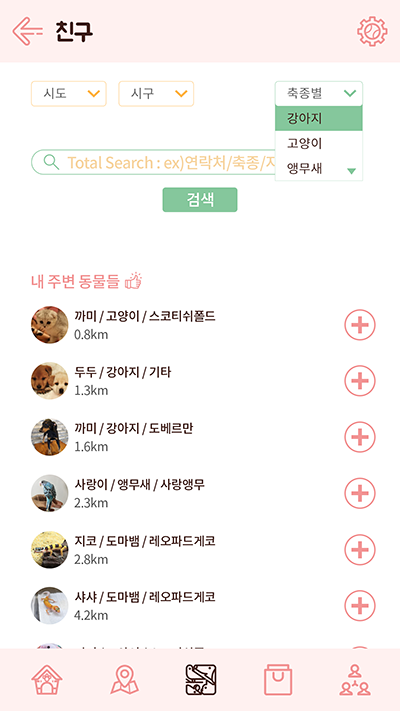 친구
시도 시구 축종별
강아지
고양이
앵무새
Total Search : ex)연락처/축종/지
검색
내 주변 동물들
까미 / 고양이 / 스코티쉬폴드
0.8km
두두 / 강아지 / 기타
1.3km
까미 / 강아지 / 도베르만
1.6km
사랑이 / 앵무새 / 사랑앵무
2.3km
지코 / 도마뱀 / 레오파드게코
2.8km
샤샤 / 도마뱀 / 레오파드게코
4.2km